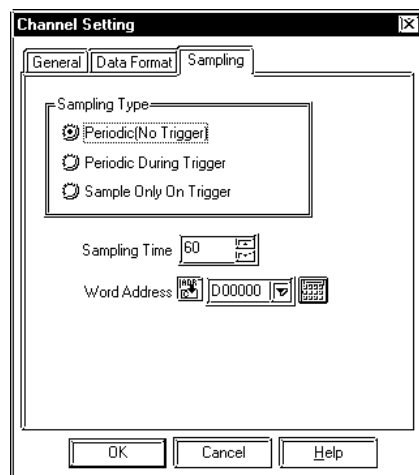 Channel Setting
General Data Format Sampling
Sampling Type
Periodic(No Trigger)
Periodic During Trigger
Sample Only On Trigger
Sampling Time 60
Word Address D00000
OK Cancel Help